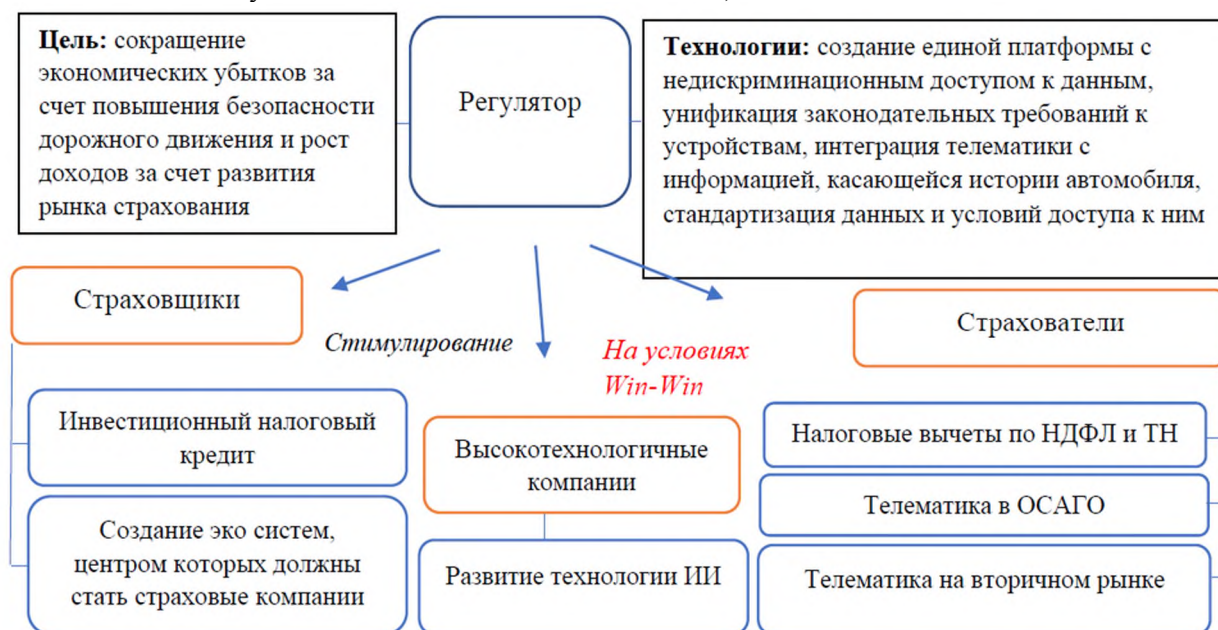 Цель: сокращение
экономических убытков за
счет повышения безопасности
дорожного движения и рост
доходов за счет развития
рынка страхования
Регулятор
Технологии: создание единой платформы с
недискриминационным доступом к данным,
унификация законодательных требований к
устройствам, интеграция телематики с
информацией, касающейся истории автомобиля,
стандартизация данных и условий доступа к ним
Страховщики
Стимулирование
На условиях
Win-Win
Страхователи
Инвестиционный налоговый
кредит
Создание эко систем,
центром которых должны
стать страховые компании
Высокотехнологичные
компании
Развитие технологии ИИ
Налоговые вычеты по НДФЛ и ТН
Телематика в ОСАГО
Телематика на вторичном рынке